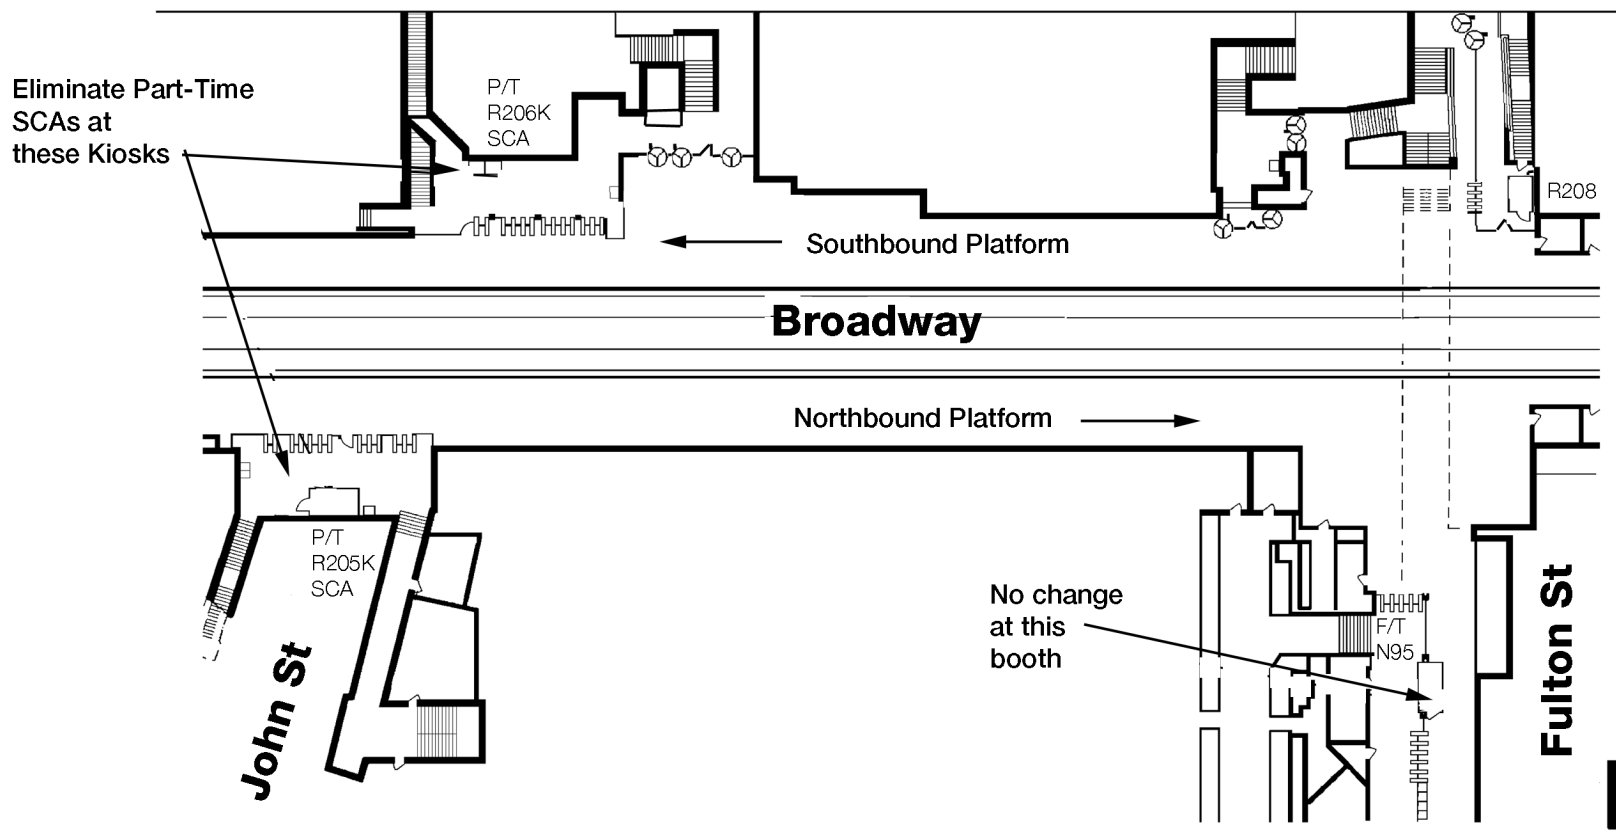 Eliminate Part-Time
SCAs at
these Kiosks
P/T
R206K
SCA
R208
Southbound Platform
Broadway
Northbound Platform
P/T
R205K
SCA
John St
No change
at this
booth
F/T
N95
Fulton St